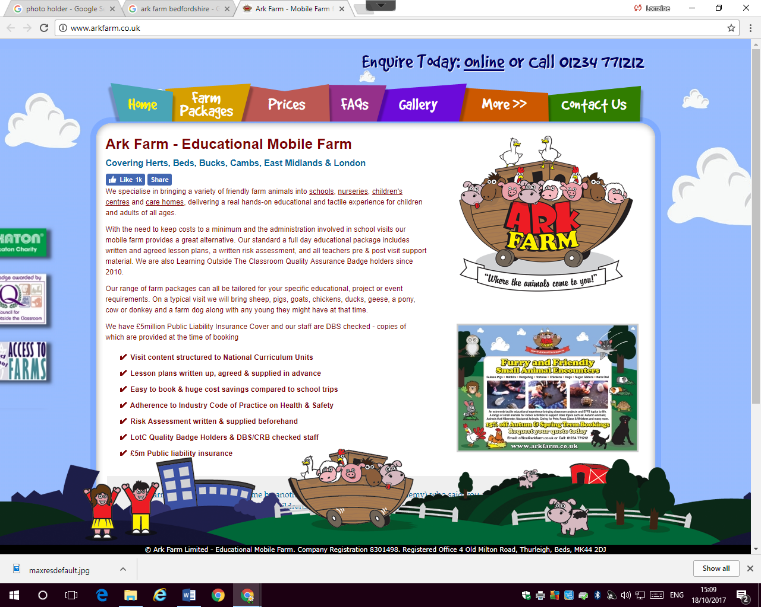 photo holder - Google S
ark farm bedfordshire - G
Ark Farm - Mobile Farm
www.arkfarm.co.uk
Enquire Today: Online or Call 01234 771212
Home
Farm
Packages
Prices
FAQs
Gallery
More >>
Contact Us
Ark Farm - Educational Mobile Farm
Covering Herts, Beds, Bucks, Cambs, East Midlands & London
Like 1k
Share
We specialise in bringing a variety of friendly farm animals into schools, nurseries, children's
centres and care homes, delivering a real hands-on educational and tactile experience for children
and adults of all ages.
With the need to keep costs to a minimum and the administration involved in school visits our
mobile farm provides a great alternative. Our standard a full day educational package includes
written and agreed lesson plans, a written risk assessment, and all teachers pre & post visit support
material. We are also Learning Outside The Classroom Quality Assurance Badge holders since
2010.
Our range of farm packages can all be tailored for your specific educational, project or event
requirements. On a typical visit we will bring sheep, pigs, goats, chickens, ducks, geese, a pony,
cow or donkey and a farm dog along with any young they might have at that time.
We have £5million Public Liability Insurance Cover and our staff are DBS checked - copies of
which are provided at the time of booking
✔ Visit content structured to National Curriculum Units
✔ Lesson plans written up, agreed & supplied in advance
✔ Easy to book & huge cost savings compared to school trips
✔ Adherence to Industry Code of Practice on Health & Safety
✔ Risk Assessment written & supplied beforehand
✔ LotC Quality Badge Holders & DBS/CRB checked staff
✔ £5m Public liability insurance
ARK
FARM
"Where the animals come to you!"
Furry and Friendly
Small Animal Encounters
Request your quote today
www.arkfarm.co.uk
HATON
eaton Charity
adge awarded by
Q
uncil for
utside the Classroom
ACCESS TO
FARMS
© Ark Farm Limited - Educational Mobile Farm. Company Registration 8301498. Registered Office 4 Old Milton Road, Thurleigh, Beds, MK44 2DJ
maxresdefault.jpg
Show all
ENG
15:09
18/10/2017